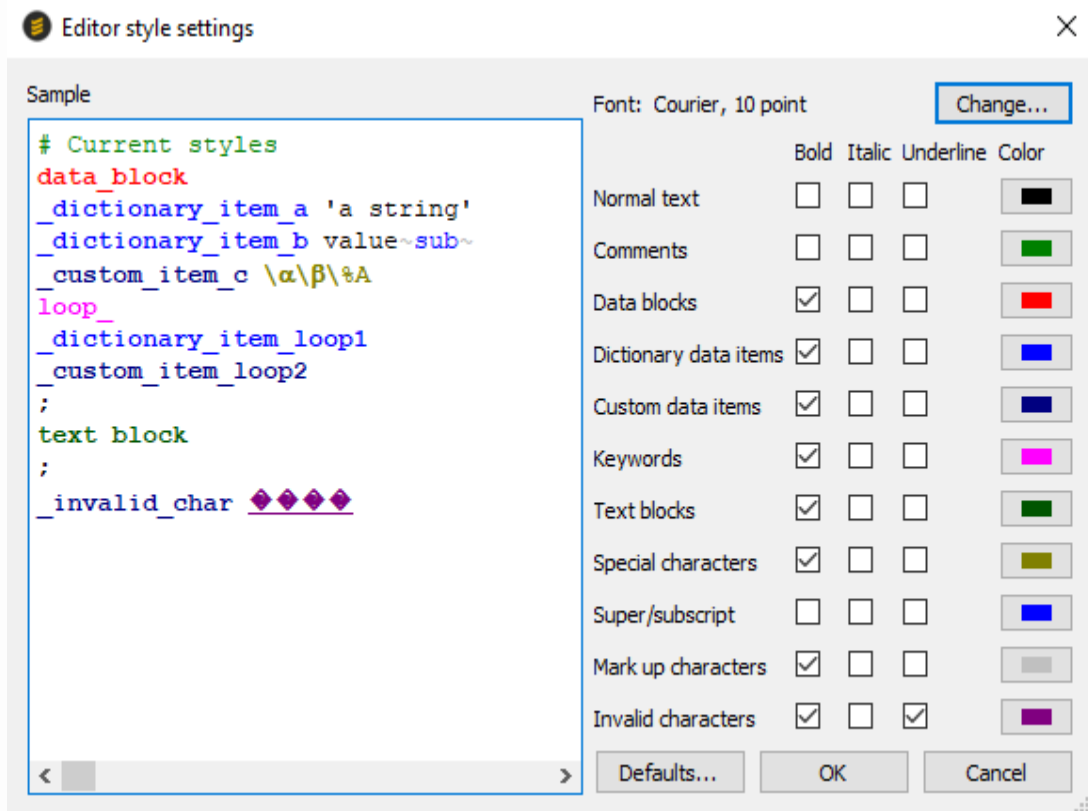 Editor style settings
Sample
# Current styles
data_block
_dictionary_item_a 'a string'
_dictionary_item_b value~sub~
_custom_item_c \α\β\%A
loop_
_dictionary_item_loop1
_custom_item_loop2
;
text block
;
_invalid_char ����
Font: Courier, 10 point
Change...
Bold Italic Underline Color
Normal text
Comments
Data blocks
Dictionary data items
Custom data items
Keywords
Text blocks
Special characters
Super/subscript
Mark up characters
Invalid characters
Defaults...
OK
Cancel